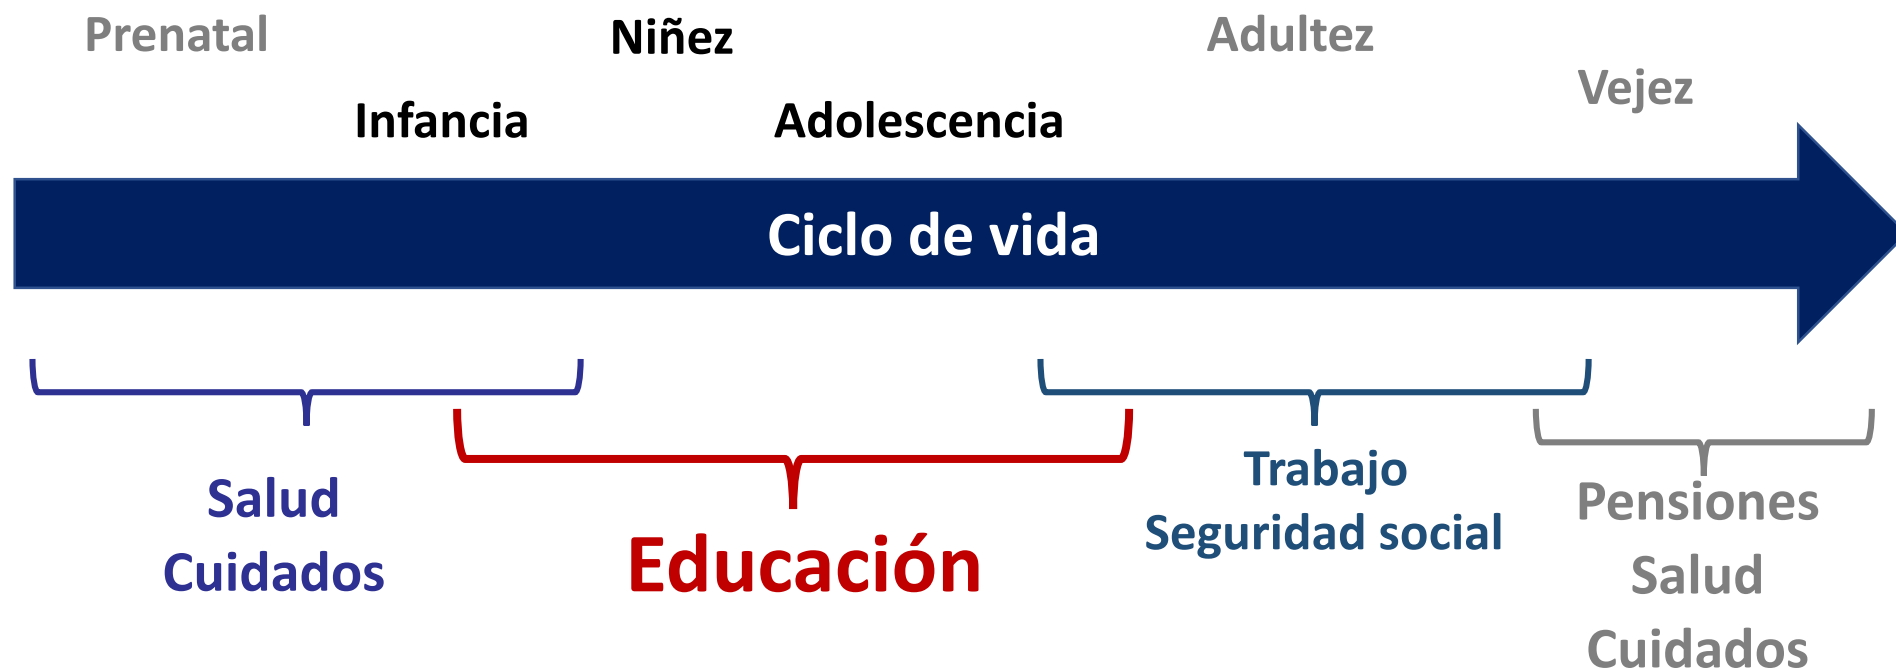 Prenatal
Niñez
Adultez
Vejez
Infancia
Adolescencia
Ciclo de vida
Salud
Cuidados
Educación
Trabajo
Seguridad social
Pensiones
Salud
Cuidados